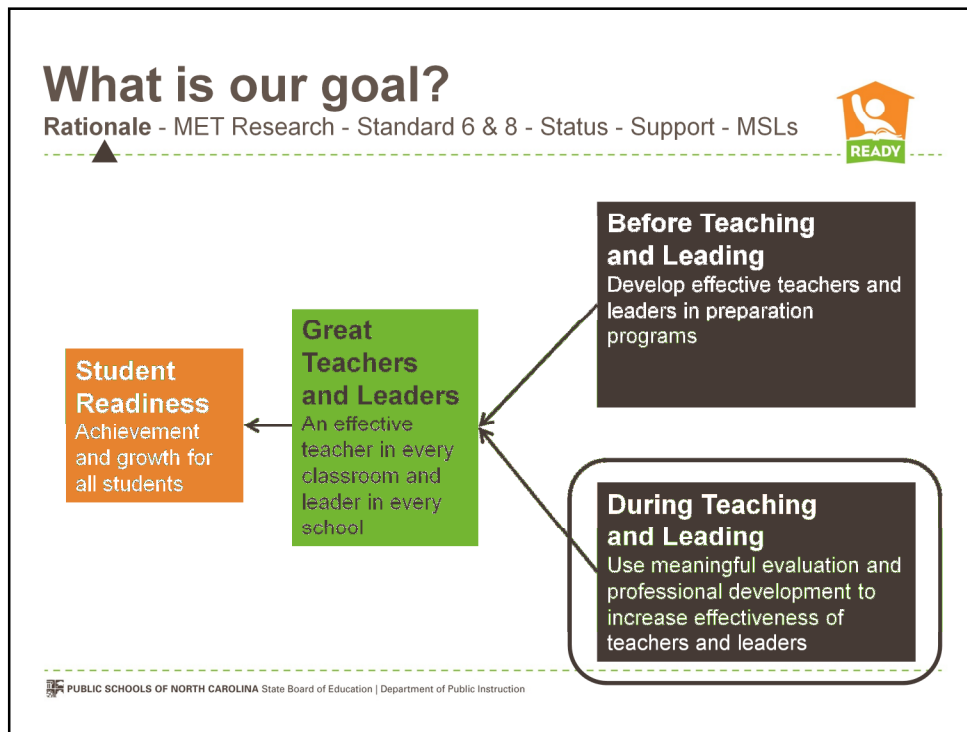 What is our goal?
Rationale - MET Research - Standard 6 & 8 - Status - Support - MSLs
READY
Before Teaching
and Leading
Develop effective teachers and
leaders in preparation
programs
Great
Teachers
and Leaders
An effective
teacher in every
classroom and
leader in every
school
Student
Readiness
Achievement
and growth for
all students
During Teaching
and Leading
Use meaningful evaluation and
professional development to
increase effectiveness of
teachers and leaders
PUBLIC SCHOOLS OF NORTH CAROLINA State Board of Education | Department of Public Instruction